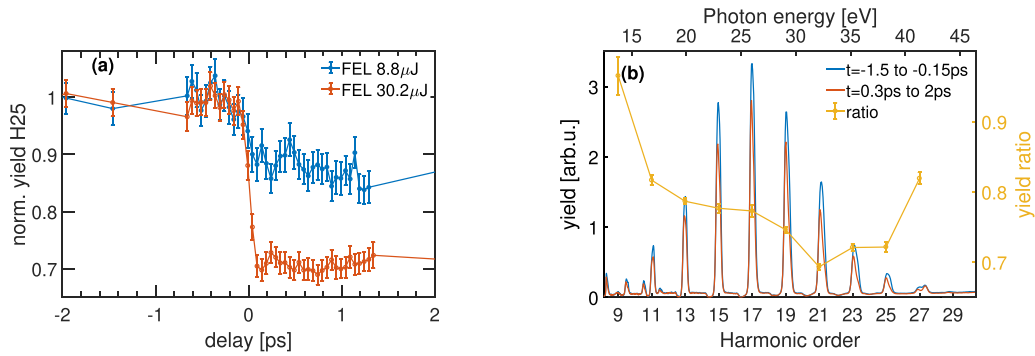 (a)
FEL 8.8μJ
FEL 30.2μJ
norm. yield H25
1
0.9
0.8
0.7
-2 -1 0 1 2
delay [ps]
Photon energy [eV]
15 20 25 30 35 40 45
(b)
t=-1.5 to -0.15ps
t=0.3ps to 2ps
ratio
yield [arb.u.]
3
2
1
0
yield ratio
0.9
0.8
0.7
9 11 13 15 17 19 21 23 25 27 29
Harmonic order